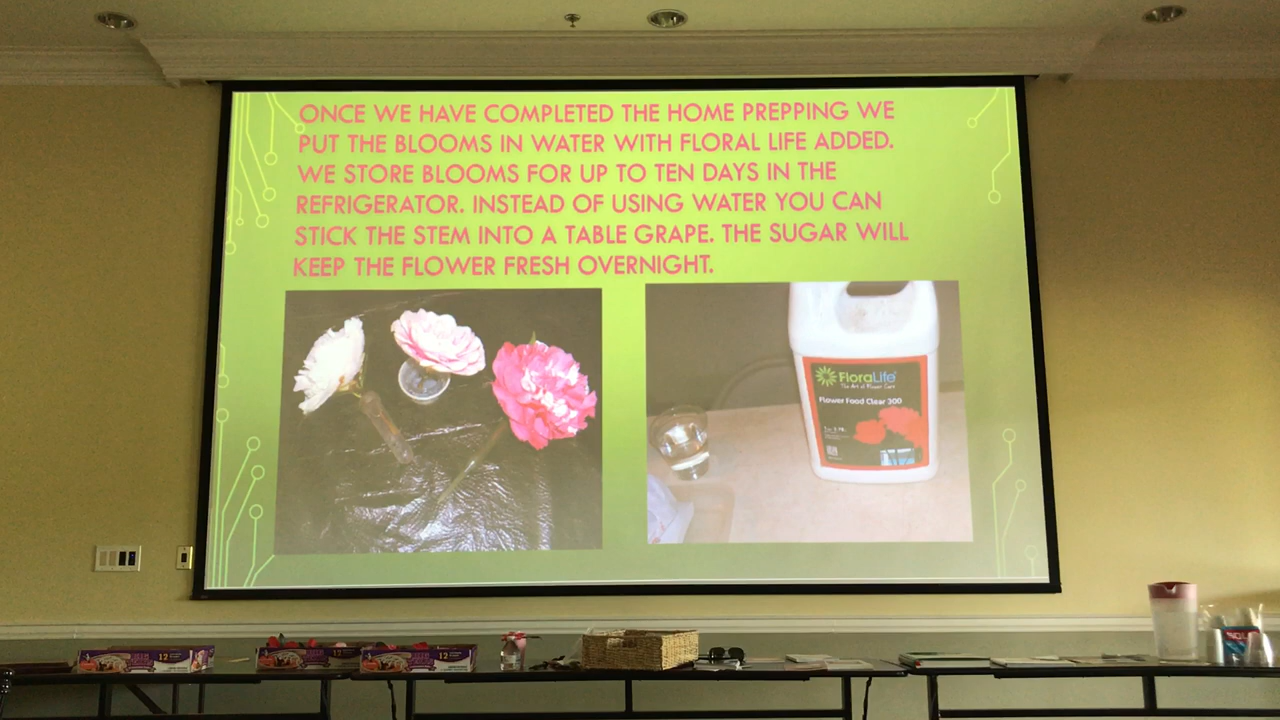 ONCE WE HAVE COMPLETED THE HOME PREPPING WE
PUT THE BLOOMS IN WATER WITH FLORAL LIFE ADDED.
WE STORE BLOOMS FOR UP TO TEN DAYS IN THE
REFRIGERATOR. INSTEAD OF USING WATER YOU CAN
STICK THE STEM INTO A TABLE GRAPE. THE SUGAR WILL
KEEP THE FLOWER FRESH OVERNIGHT.
FloraLife
The Art of Flower Care
Flower Food Clear 300
12
12